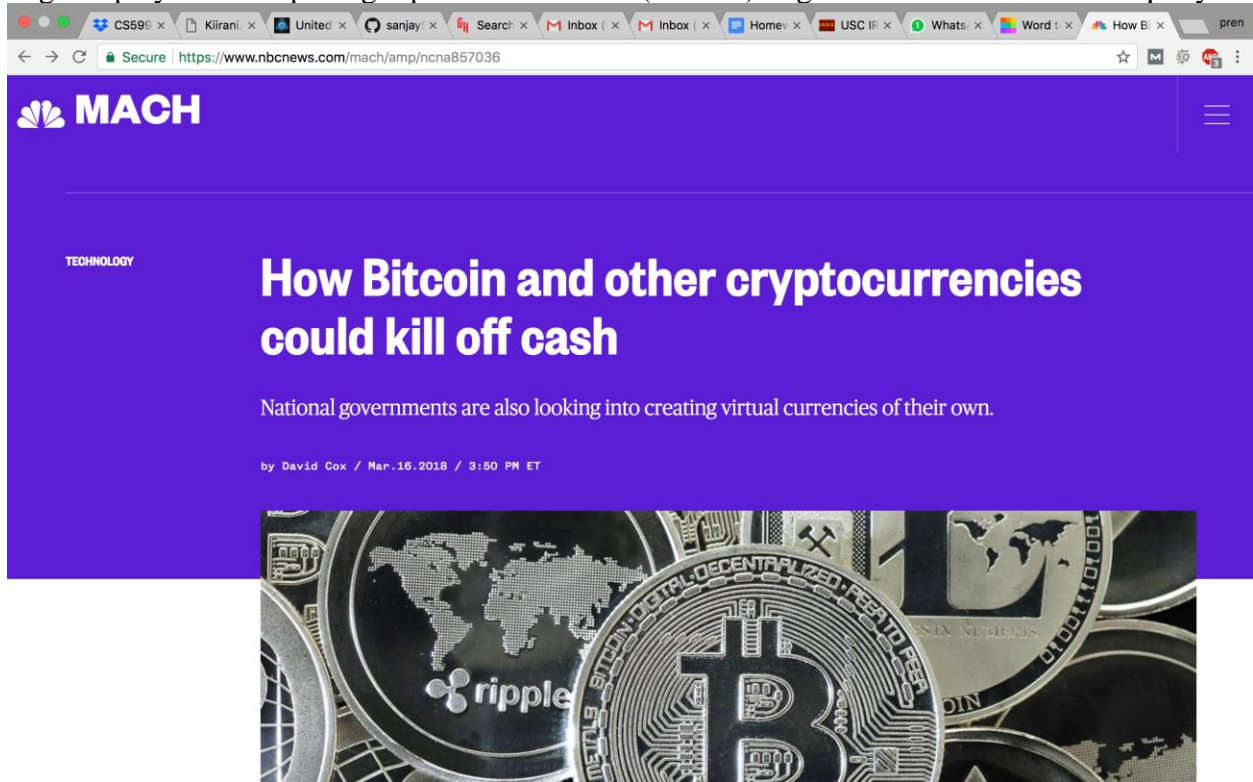 CS599
Kiirani.
United
sanjay
Search
Inbox (
Inbox (
Homew
USC IR
Whats
Word t
How Bi
pren
Secure
https://www.nbcnews.com/mach/amp/ncna857036
MACH
TECHNOLOGY
How Bitcoin and other cryptocurrencies
could kill off cash
National governments are also looking into creating virtual currencies of their own.
by David Cox / Mar.16.2018 / 3:50 PM ET
ripple
BITCOIN·DIGITAL·DECENTRALIZED·PEER TO PEER